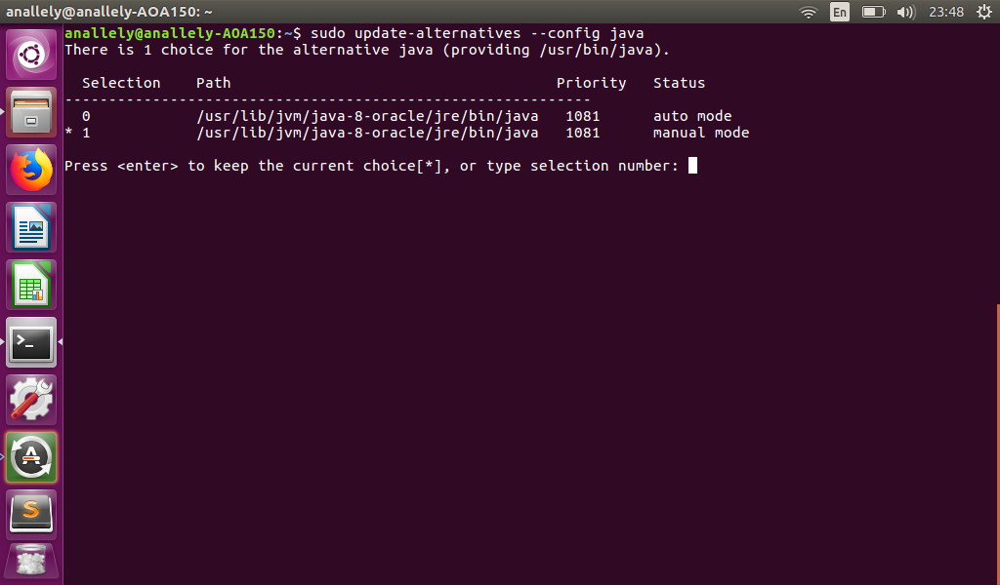 anallely@anallely-AOA150: ~
En
23:48
anallely@anallely-AOA150:~$ sudo update-alternatives --config java
There is 1 choice for the alternative java (providing /usr/bin/java).
  Selection    Path                                     Priority   Status
------------------------------------------------------------
  0            /usr/lib/jvm/java-8-oracle/jre/bin/java   1081      auto mode
* 1            /usr/lib/jvm/java-8-oracle/jre/bin/java   1081      manual mode
Press <enter> to keep the current choice[*], or type selection number: